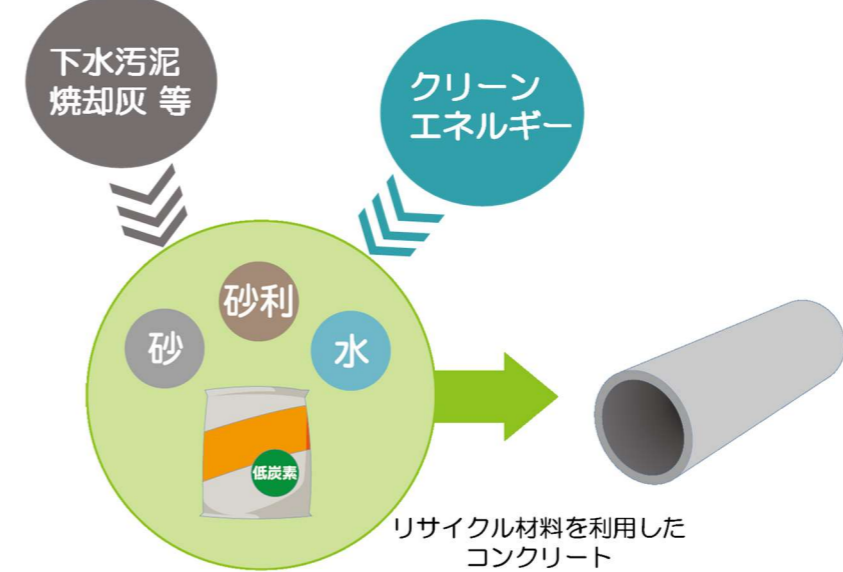 下水汚泥
焼却灰 等
クリーン
エネルギー
砂利
砂
水
低炭素
リサイクル材料を利用した
コンクリート